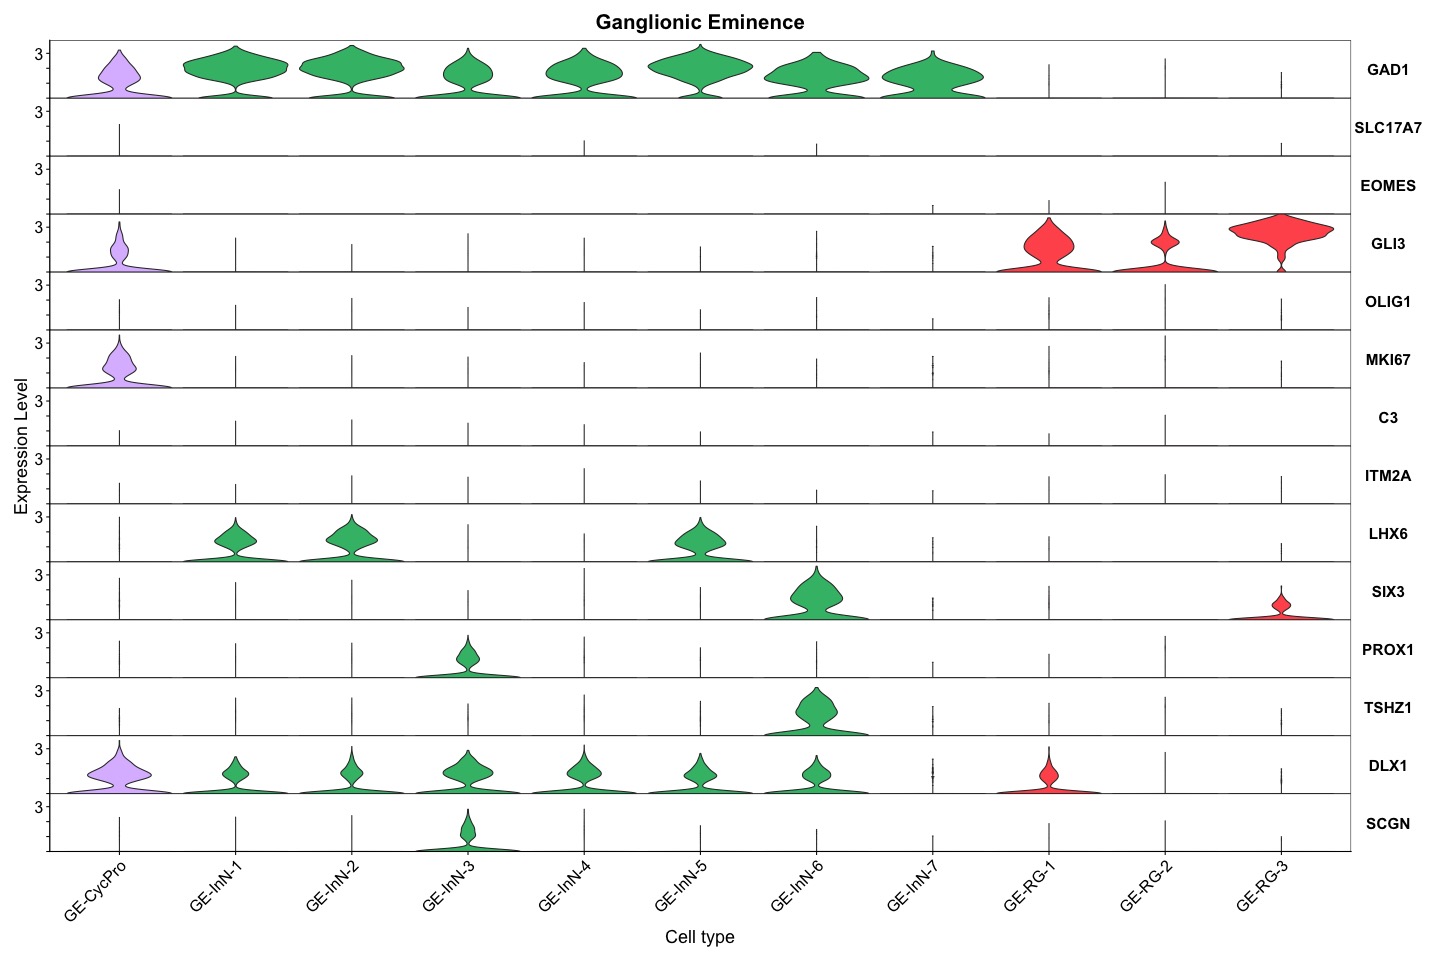 Ganglionic Eminence
Expression Level
3 GAD1
3 SLC17A7
3 EOMES
3 GLI3
3 OLIG1
3 MKI67
3 C3
3 ITM2A
3 LHX6
3 SIX3
3 PROX1
3 TSHZ1
3 DLX1
3 SCGN
GE-CycPro GE-InN-1 GE-InN-2 GE-InN-3 GE-InN-4 GE-InN-5 GE-InN-6 GE-InN-7 GE-RG-1 GE-RG-2 GE-RG-3
Cell type